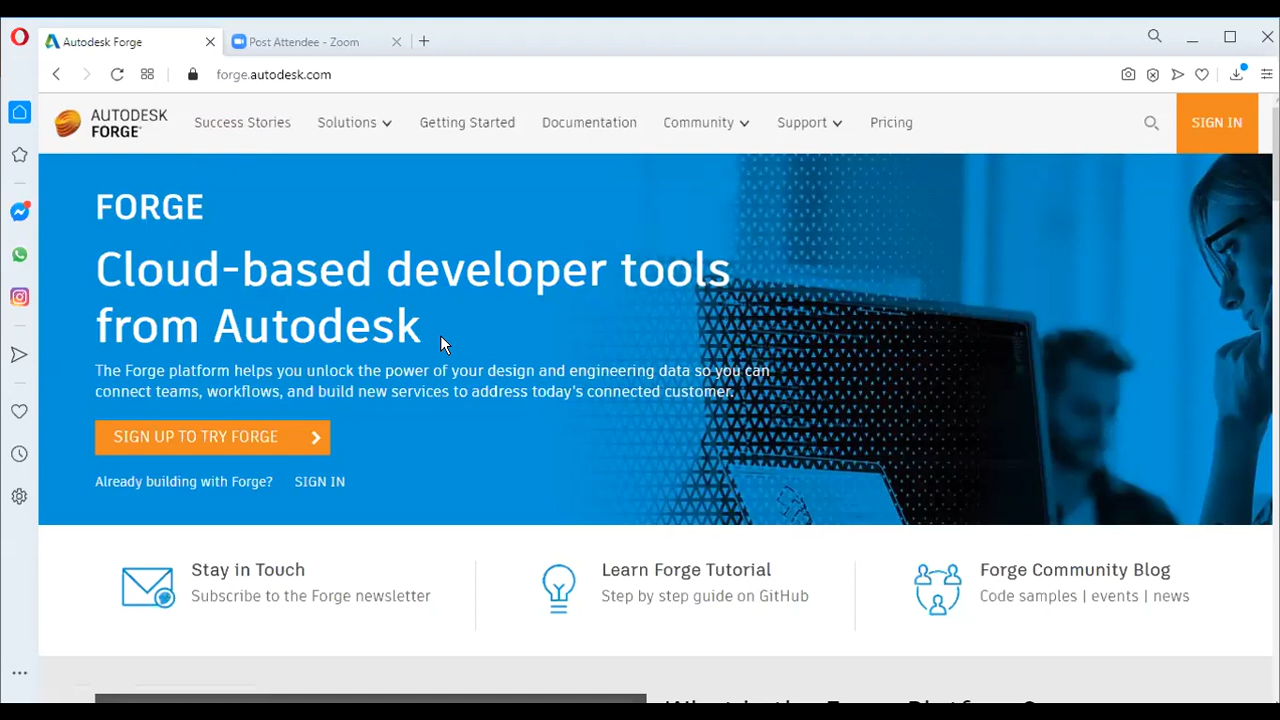 Autodesk Forge
Post Attendee - Zoom
forge.autodesk.com
AUTODESK
FORGE
Success Stories
Solutions
Getting Started
Documentation
Community
Support
Pricing
SIGN IN
FORGE
Cloud-based developer tools
from Autodesk
The Forge platform helps you unlock the power of your design and engineering data so you can
connect teams, workflows, and build new services to address today's connected customer.
SIGN UP TO TRY FORGE
Already building with Forge? SIGN IN
Stay in Touch
Subscribe to the Forge newsletter
Learn Forge Tutorial
Step by step guide on GitHub
Forge Community Blog
Code samples | events | news